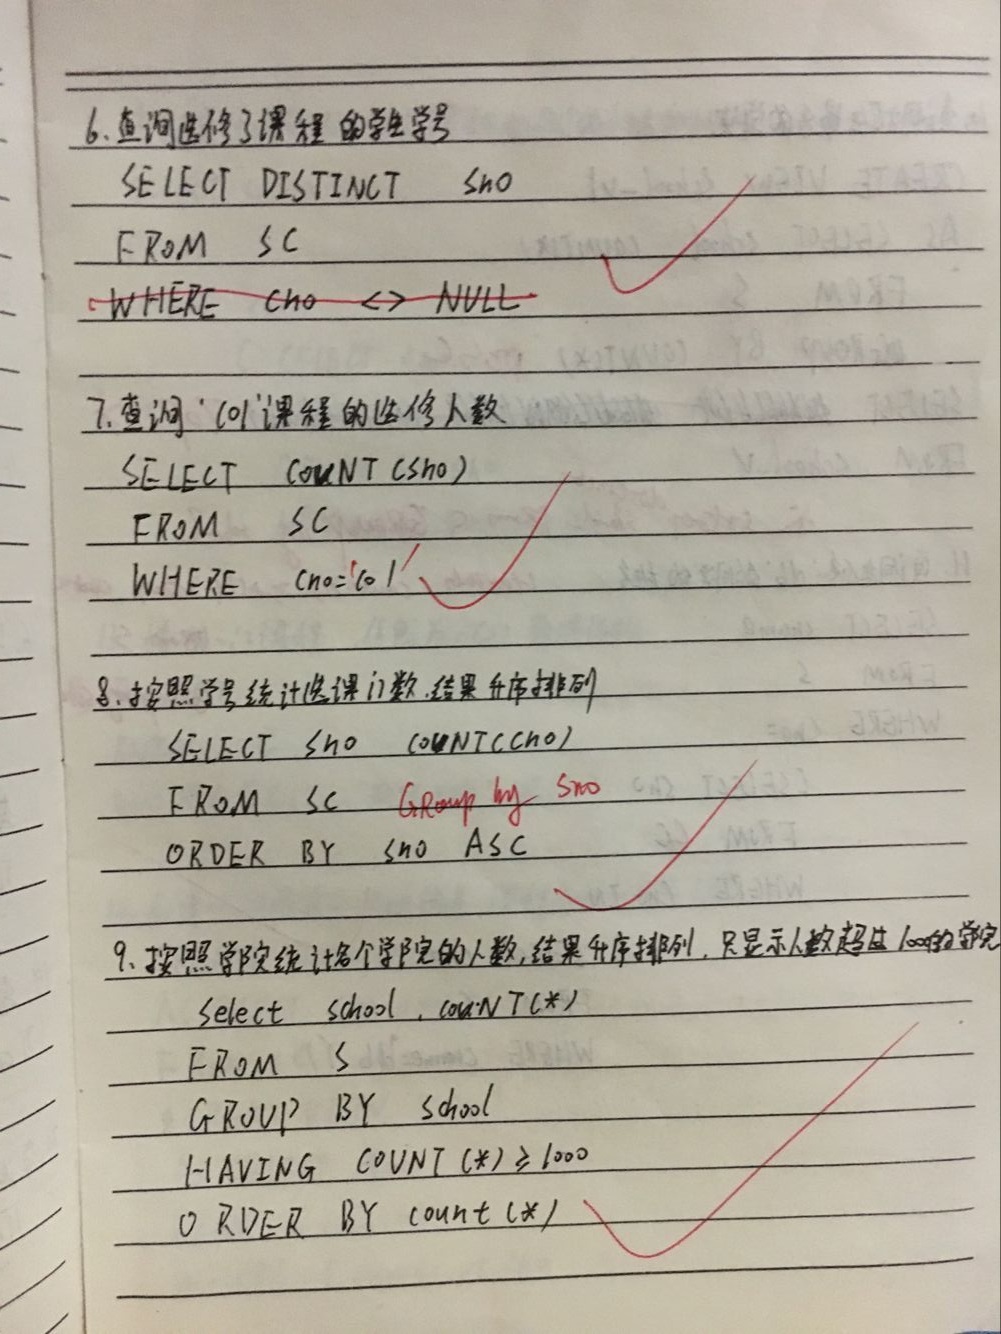 6、查询选修了课程的学生学号
SELECT DISTINCT sno
FROM SC
WHERE cno <> NULL
7.查询'C01'课程的选修人数
SELECT COUNT(sno)
FROM SC
WHERE cno='C01'
8.按照学号统计选课门数.结果升序排列
SELECT sno COUNT(cno)
FROM SC Group by sno
ORDER BY sno ASC
9.按照学院统计各个学院的人数,结果升序排列.只显示人数超过1000的学院
Select school, COUNT(*)
FROM S
GROUP BY school
HAVING COUNT(*)≥1000
ORDER BY count(*)